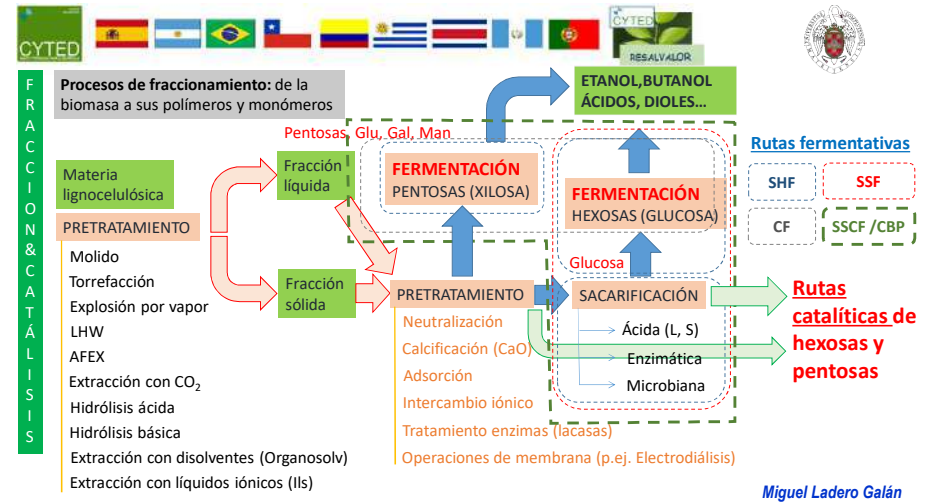 CYTED
CYTED
RESALVALOR
FRACCION&CATÁLISIS
Procesos de fraccionamiento: de la
biomasa a sus polímeros y monómeros
ETANOL,BUTANOL
ÁCIDOS, DIOLES…
Pentosas, Glu, Gal, Man
Materia
lignocelulósica
PRETRATAMIENTO
Molido
Torrefacción
Explosión por vapor
LHW
AFEX
Extracción con CO2
Hidrólisis ácida
Hidrólisis básica
Extracción con disolventes (Organosolv)
Extracción con líquidos iónicos (Ils)
Fracción
líquida
Fracción
sólida
FERMENTACIÓN
PENTOSAS (XILOSA)
FERMENTACIÓN
HEXOSAS (GLUCOSA)
Glucosa
PRETRATAMIENTO
Neutralización
Calcificación (CaO)
Adsorción
Intercambio iónico
Tratamiento enzimas (lacasas)
Operaciones de membrana (p.ej. Electrodiálisis)
SACARIFICACIÓN
Ácida (L, S)
Enzimática
Microbiana
Rutas fermentativas
SHF
SSF
CF
SSCF /CBP
Rutas
catalíticas de
hexosas y
pentosas
Miguel Ladero Galán